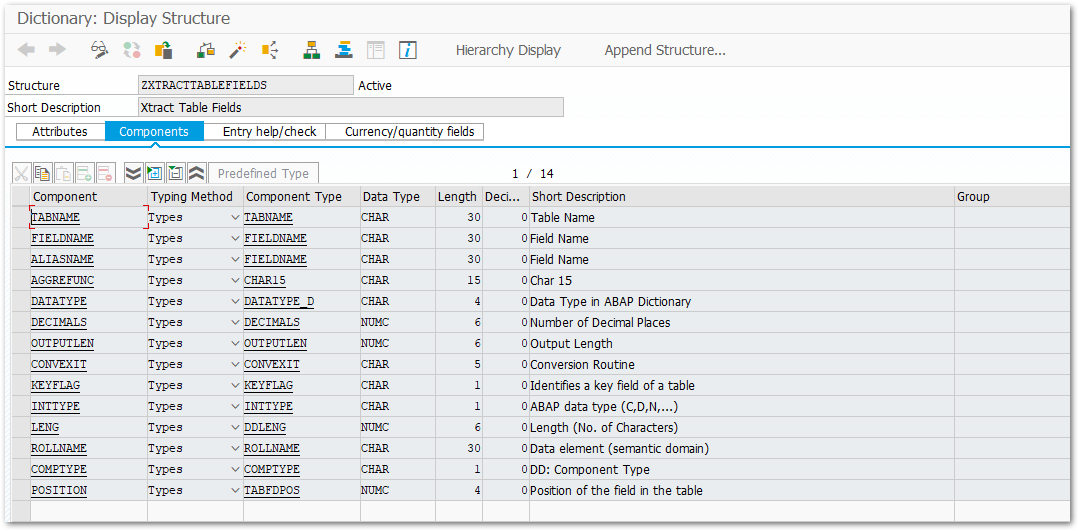 Dictionary: Display Structure
Hierarchy Display Append Structure...
Structure ZXTRACTTABLEFIELDS Active
Short Description Xtract Table Fields
Attributes Components Entry help/check Currency/quantity fields
Predefined Type 1 / 14
Component Typing Method Component Type Data Type Length Deci... Short Description Group
TABNAME Types TABNAME CHAR 30 0 Table Name
FIELDNAME Types FIELDNAME CHAR 30 0 Field Name
ALIASNAME Types FIELDNAME CHAR 30 0 Field Name
AGGREFUNC Types CHAR15 CHAR 15 0 Char 15
DATATYPE Types DATATYPE_D CHAR 4 0 Data Type in ABAP Dictionary
DECIMALS Types DECIMALS NUMC 6 0 Number of Decimal Places
OUTPUTLEN Types OUTPUTLEN NUMC 6 0 Output Length
CONVEXIT Types CONVEXIT CHAR 5 0 Conversion Routine
KEYFLAG Types KEYFLAG CHAR 1 0 Identifies a key field of a table
INTTYPE Types INTTYPE CHAR 1 0 ABAP data type (C,D,N,...)
LENG Types DDLENG NUMC 6 0 Length (No. of Characters)
ROLLNAME Types ROLLNAME CHAR 30 0 Data element (semantic domain)
COMPTYPE Types COMPTYPE CHAR 1 0 DD: Component Type
POSITION Types TABFDPOS NUMC 4 0 Position of the field in the table